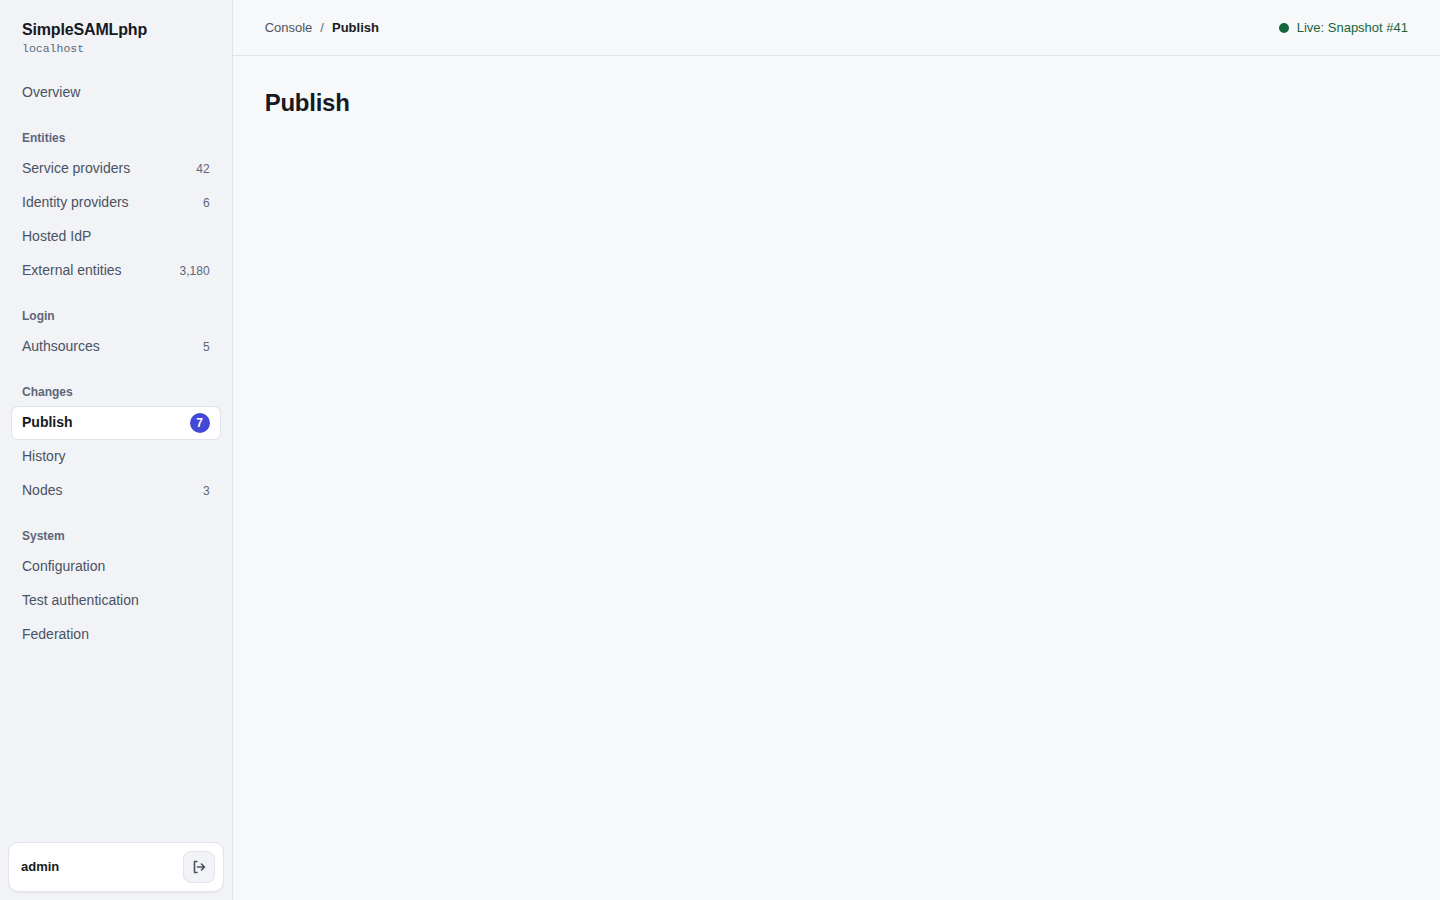 SimpleSAMLphp
localhost
Overview
Entities
Service providers 42
Identity providers 6
Hosted IdP
External entities 3,180
Login
Authsources 5
Changes
Publish 7
History
Nodes 3
System
Configuration
Test authentication
Federation
admin
Console / Publish
Live: Snapshot #41
Publish